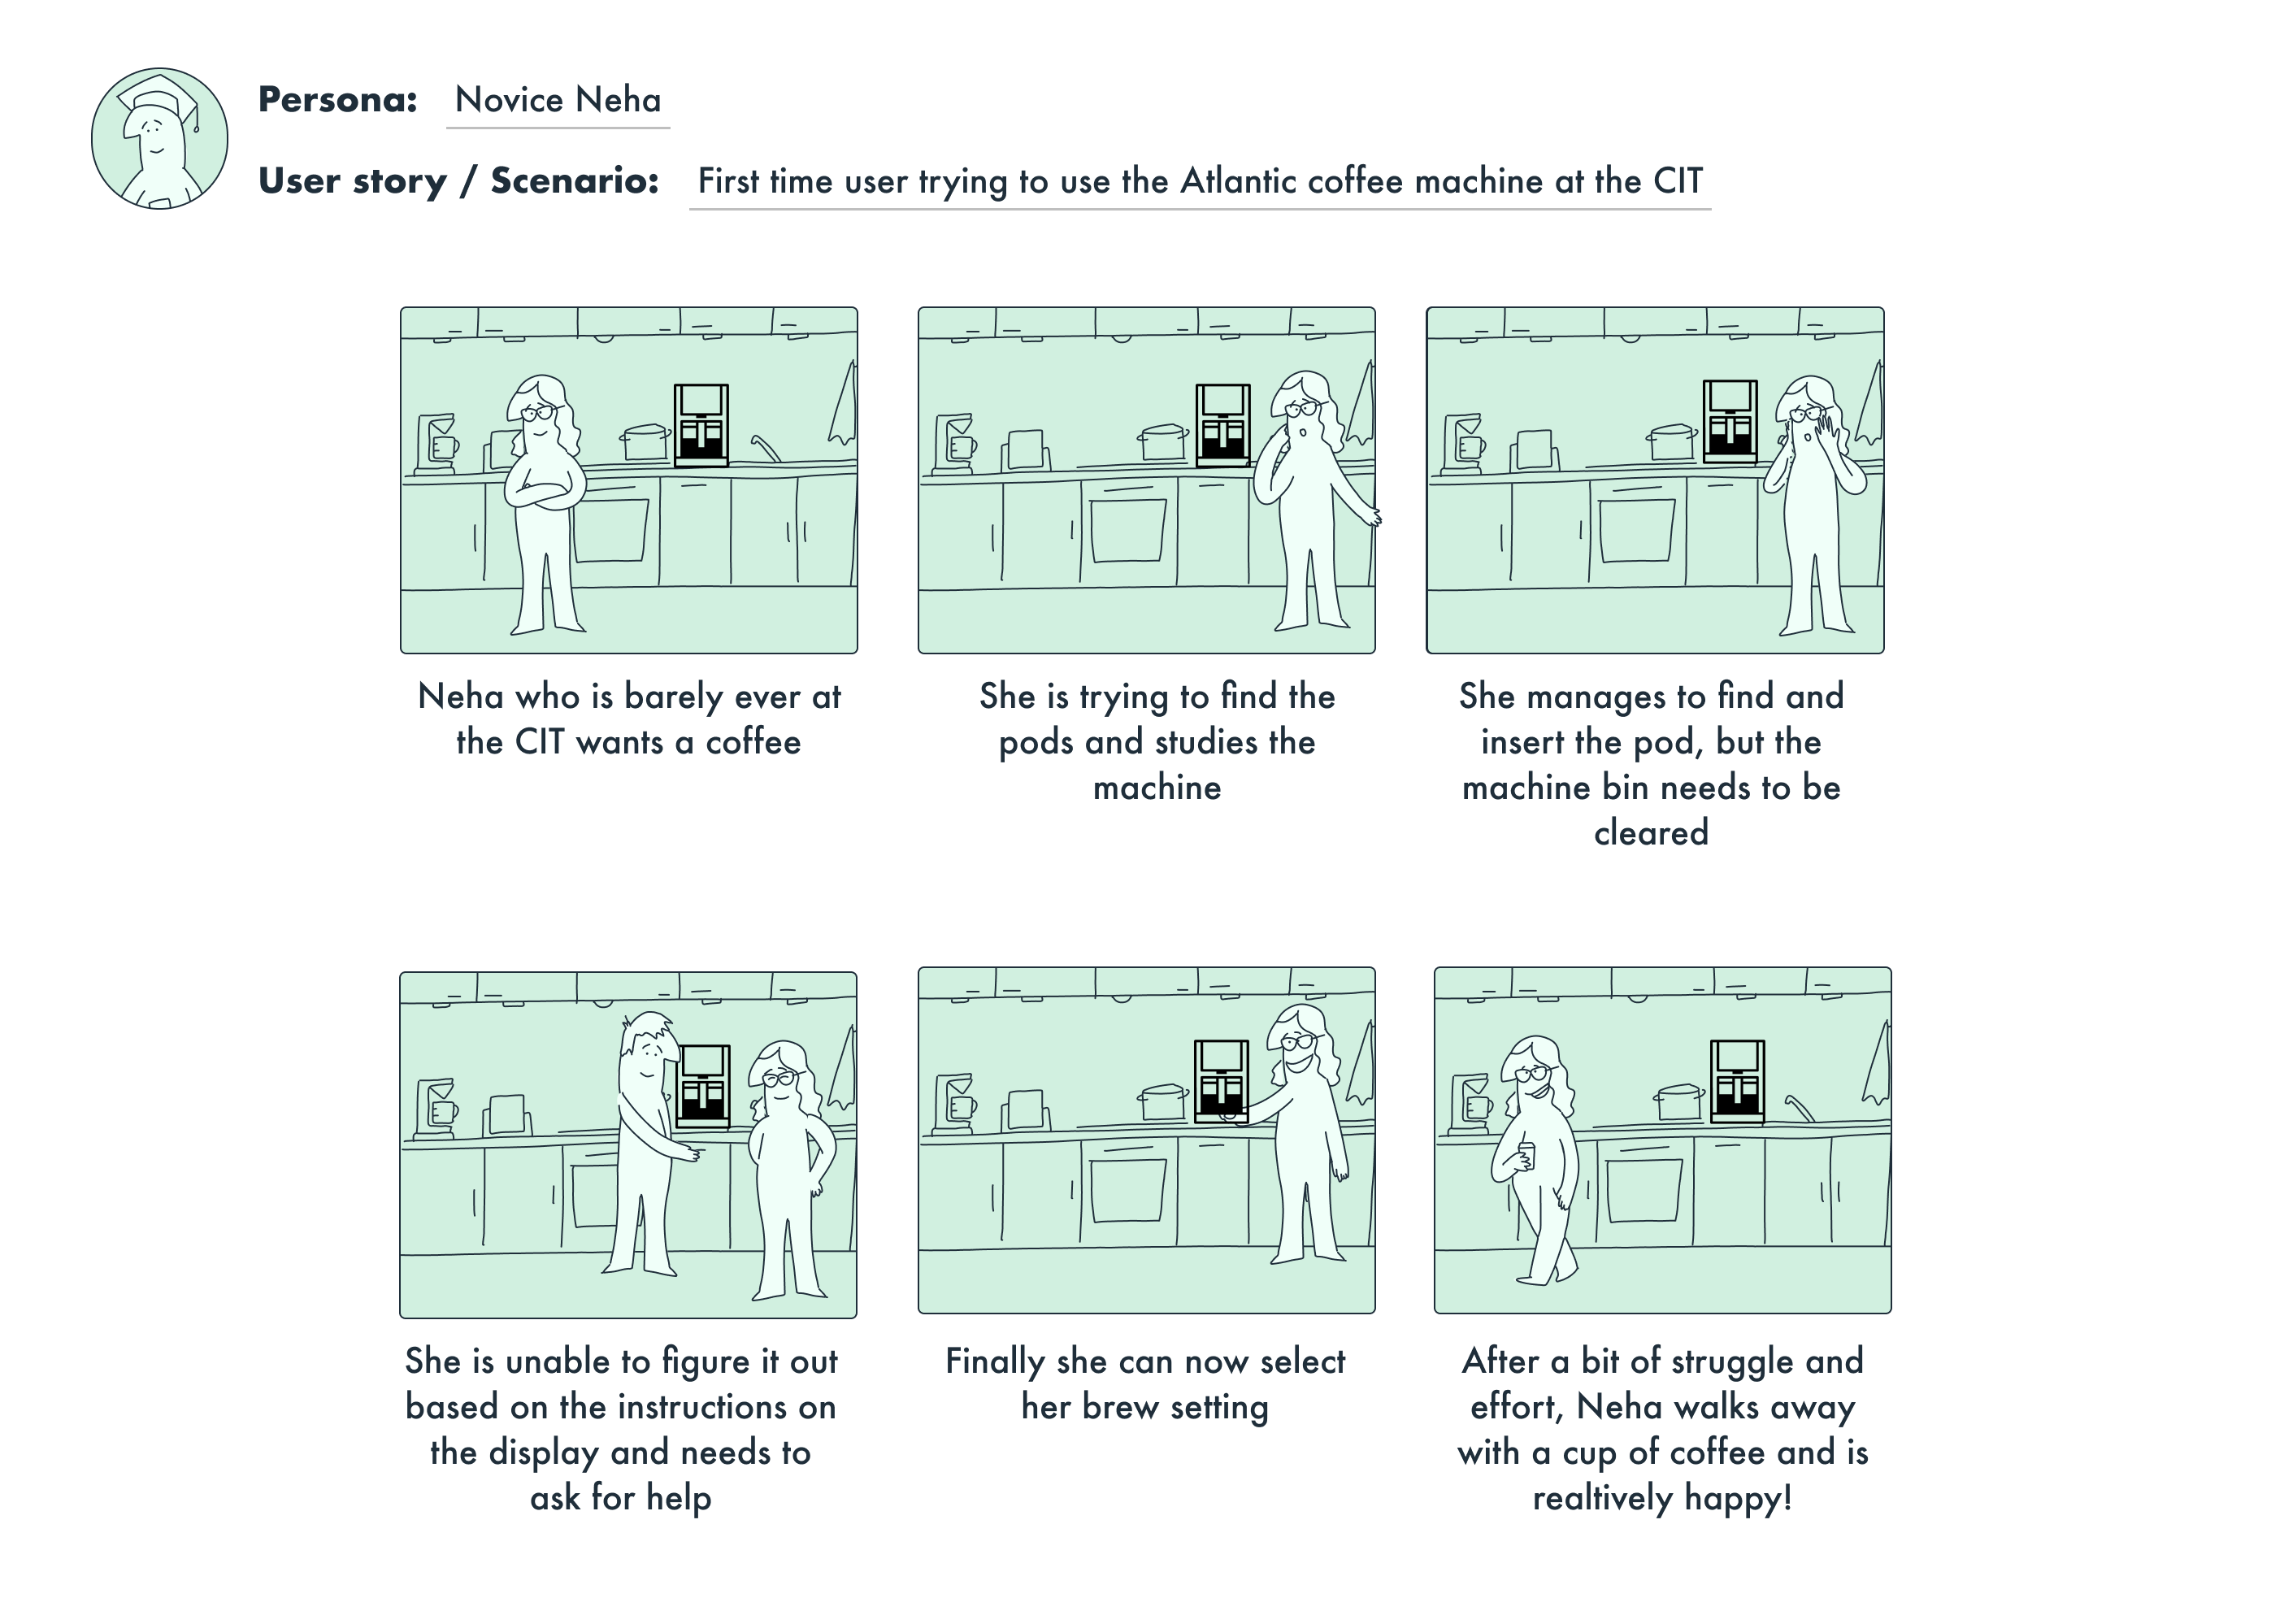 Persona: Novice Neha
User story / Scenario: First time user trying to use the Atlantic coffee machine at the CIT
Neha who is barely ever at
the CIT wants a coffee
She is trying to find the
pods and studies the
machine
She manages to find and
insert the pod, but the
machine bin needs to be
cleared
She is unable to figure it out
based on the instructions on
the display and needs to
ask for help
Finally she can now select
her brew setting
After a bit of struggle and
effort, Neha walks away
with a cup of coffee and is
realtively happy!